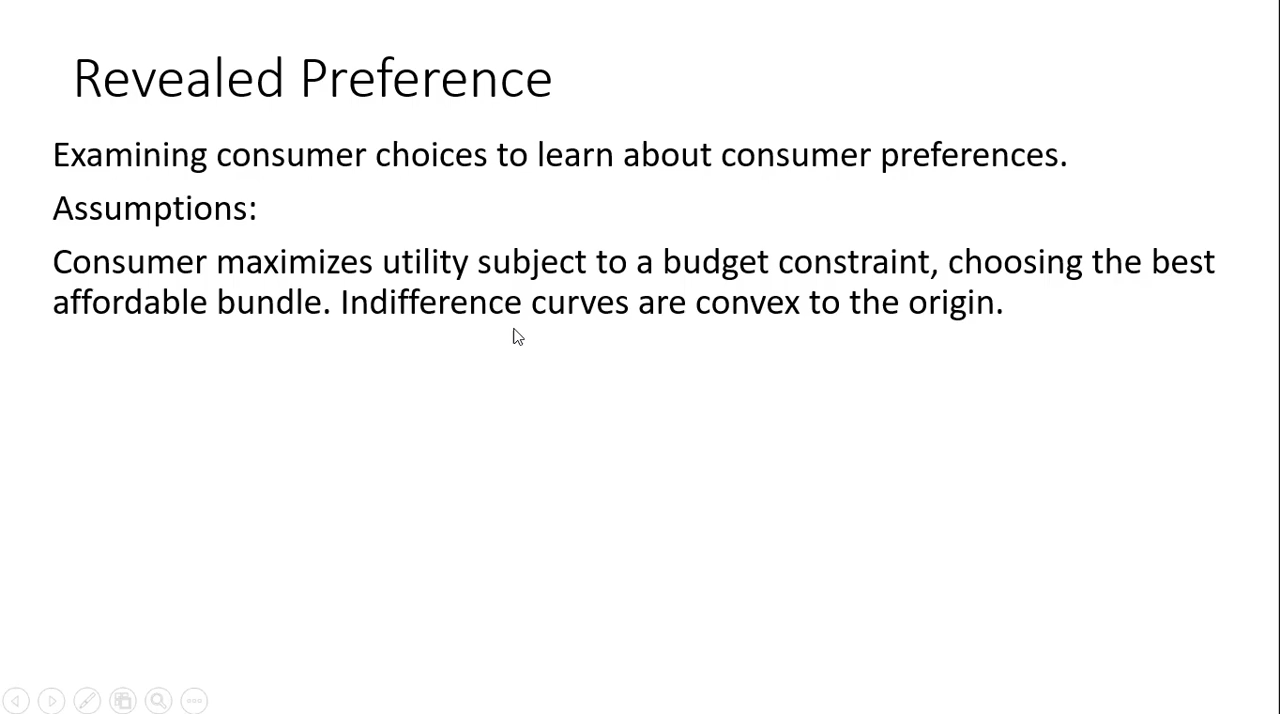 Revealed Preference
Examining consumer choices to learn about consumer preferences.
Assumptions:
Consumer maximizes utility subject to a budget constraint, choosing the best
affordable bundle. Indifference curves are convex to the origin.